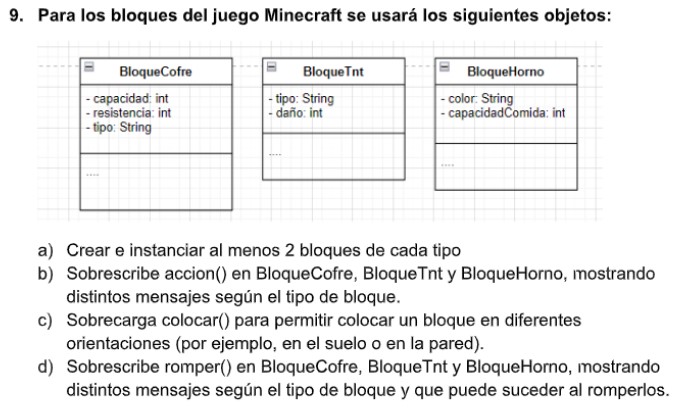 9. Para los bloques del juego Minecraft se usará los siguientes objetos:
BloqueCofre
- capacidad: int
- resistencia: int
- tipo: String
....
BloqueTnt
- tipo: String
- daño: int
....
BloqueHorno
- color: String
- capacidadComida: int
....
a) Crear e instanciar al menos 2 bloques de cada tipo
b) Sobrescribe accion() en BloqueCofre, BloqueTnt y BloqueHorno, mostrando
distintos mensajes según el tipo de bloque.
c) Sobrecarga colocar() para permitir colocar un bloque en diferentes
orientaciones (por ejemplo, en el suelo o en la pared).
d) Sobrescribe romper() en BloqueCofre, BloqueTnt y BloqueHorno, mostrando
distintos mensajes según el tipo de bloque y que puede suceder al romperlos.